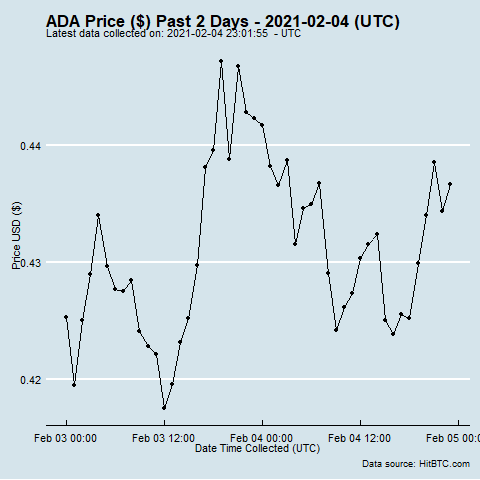 ADA Price ($) Past 2 Days - 2021-02-04 (UTC)
Latest data collected on: 2021-02-04 23:01:55 - UTC
0.44
0.43
0.42
Price USD ($)
Feb 03 00:00 Feb 03 12:00 Feb 04 00:00 Feb 04 12:00 Feb 05 00:0
Date Time Collected (UTC)
Data source: HitBTC.com